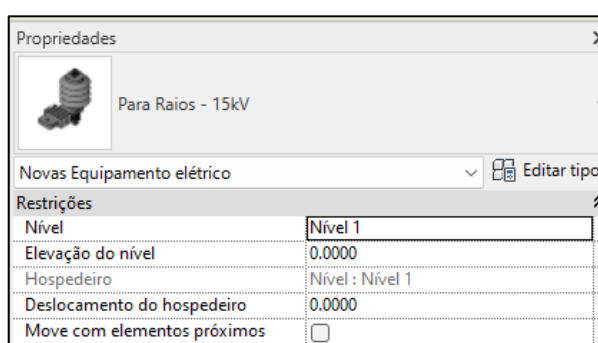 Propriedades
Para Raios - 15kV
Novas Equipamento elétrico Editar tipo
Restrições
Nível Nível 1
Elevação do nível 0.0000
Hospedeiro Nível : Nível 1
Deslocamento do hospedeiro 0.0000
Move com elementos próximos